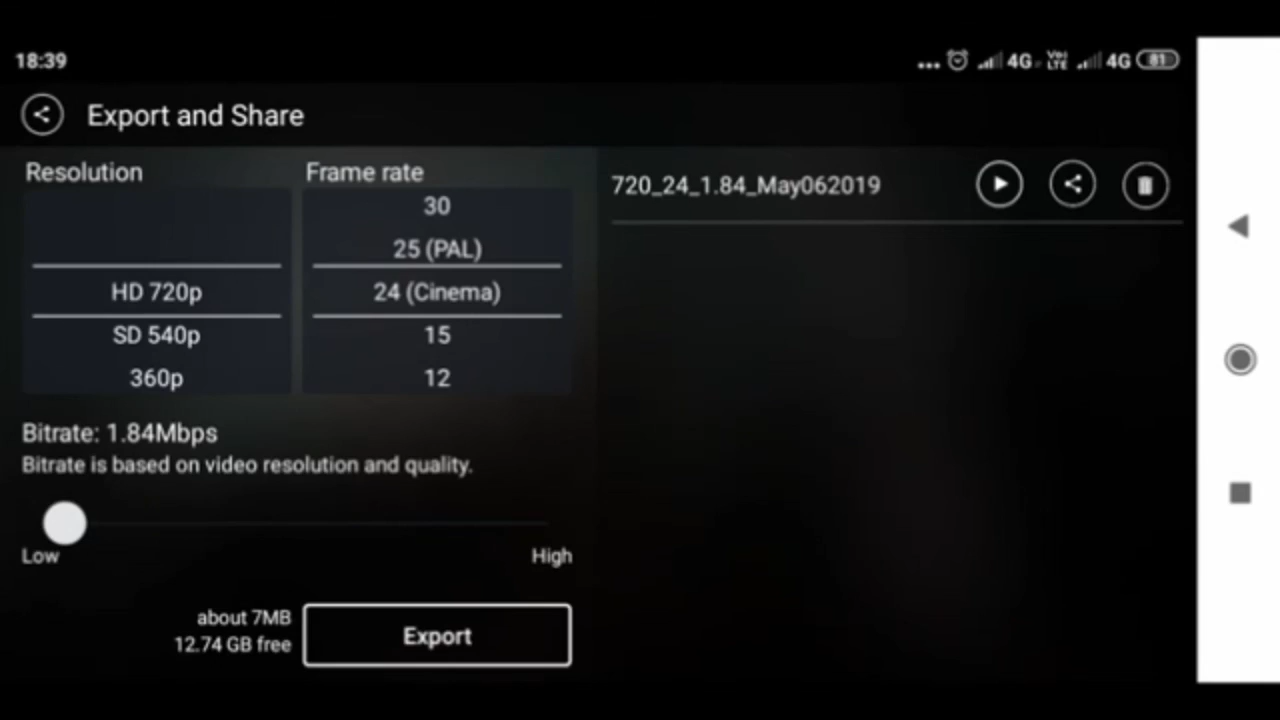 18:39
4G VoLTE 4G 81
Export and Share
Resolution
Frame rate
HD 720p
SD 540p
360p
30
25 (PAL)
24 (Cinema)
15
12
Bitrate: 1.84Mbps
Bitrate is based on video resolution and quality.
Low
High
about 7MB
12.74 GB free
Export
720_24_1.84_May062019